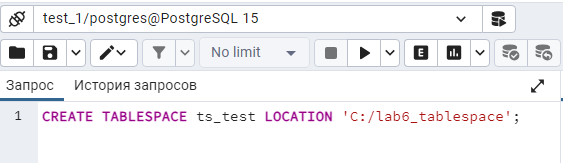 test_1/postgres@PostgreSQL 15
No limit
Запрос История запросов
1 CREATE TABLESPACE ts_test LOCATION 'C:/lab6_tablespace';